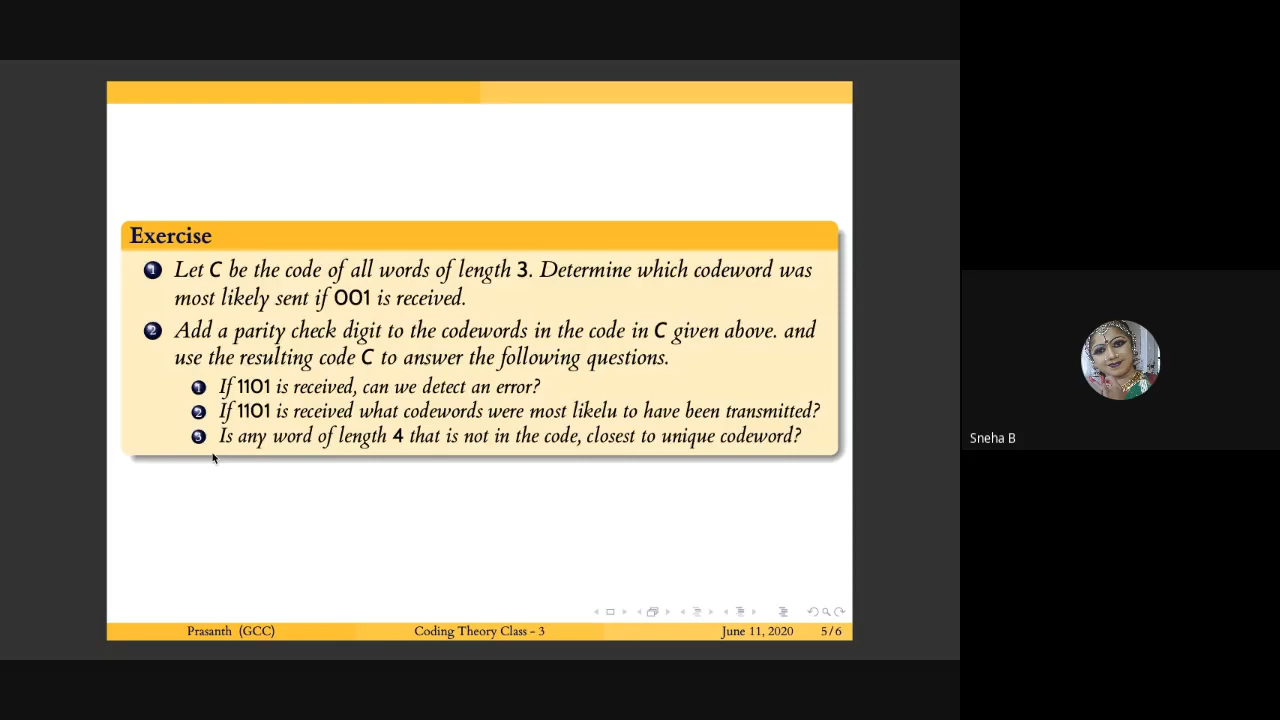 Exercise
1 Let C be the code of all words of length 3. Determine which codeword was
most likely sent if 001 is received.
2 Add a parity check digit to the codewords in the code in C given above. and
use the resulting code C to answer the following questions.
1 If 1101 is received, can we detect an error?
2 If 1101 is received what codewords were most likelu to have been transmitted?
3 Is any word of length 4 that is not in the code, closest to unique codeword?
Sneha B
Prasanth (GCC) Coding Theory Class - 3 June 11, 2020 5/6